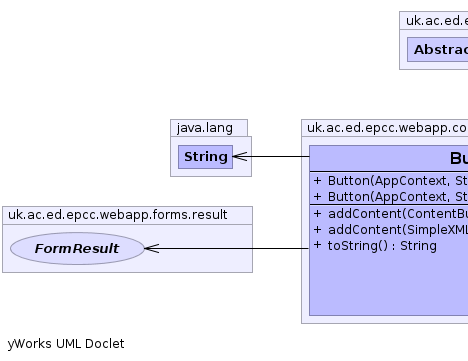 uk.ac.ed.e
Abstrac
java.lang
String
uk.ac.ed.epcc.webapp.co
Bu
+ Button(AppContext, St
+ Button(AppContext, St
+ addContent(ContentBu
+ addContent(SimpleXML
+ toString() : String
uk.ac.ed.epcc.webapp.forms.result
FormResult
yWorks UML Doclet